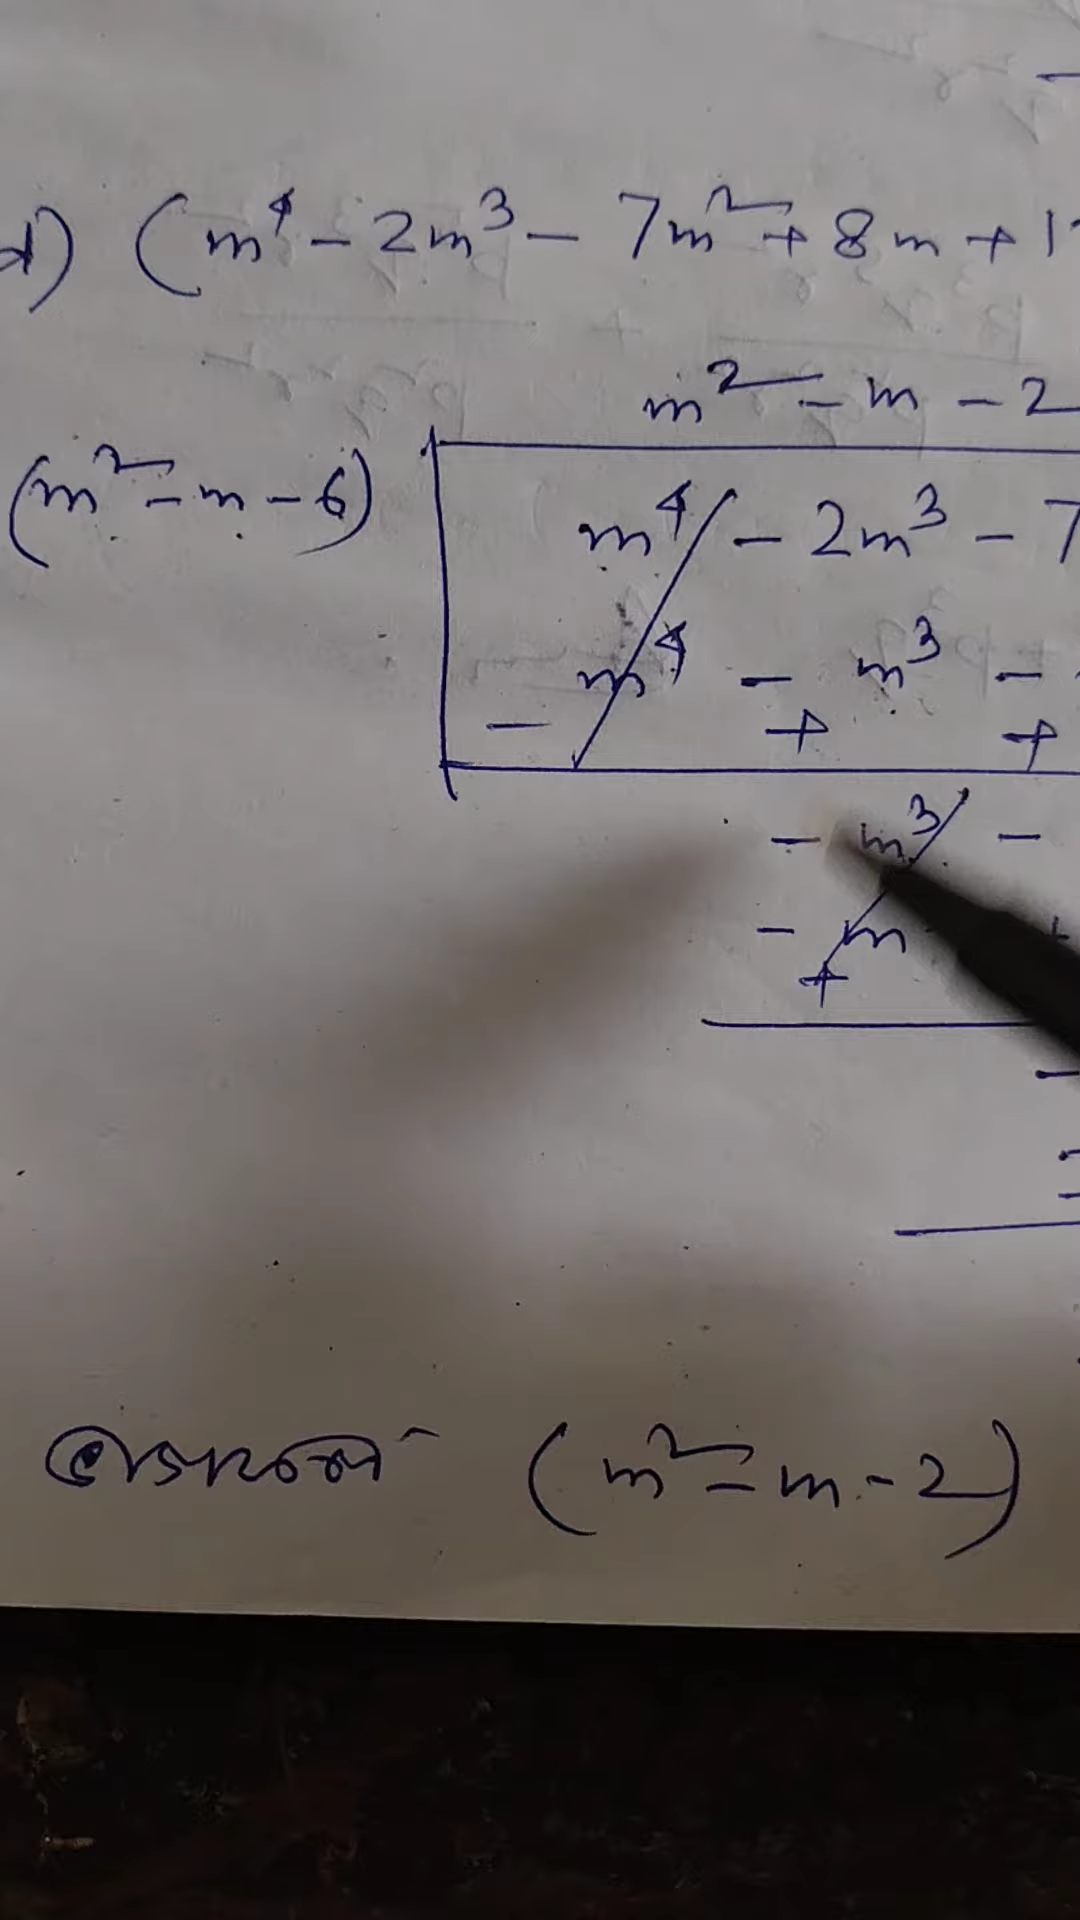 d) (m⁴ - 2m³ - 7m² + 8m + 1
m² - m - 2
(m² - m - 6) m⁴ - 2m³ - 7
m⁴ - m³ -
- + +
- m³ -
- m +
+
-
ভাগফল (m² - m - 2)